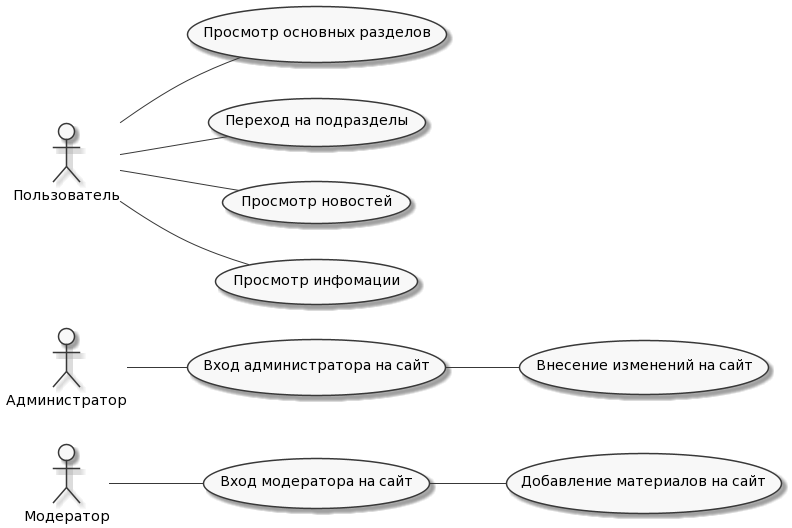 Просмотр основных разделов
Переход на подразделы
Пользователь
Просмотр новостей
Просмотр инфомации
Вход администратора на сайт
Внесение изменений на сайт
Администратор
Вход модератора на сайт
Добавление материалов на сайт
Модератор